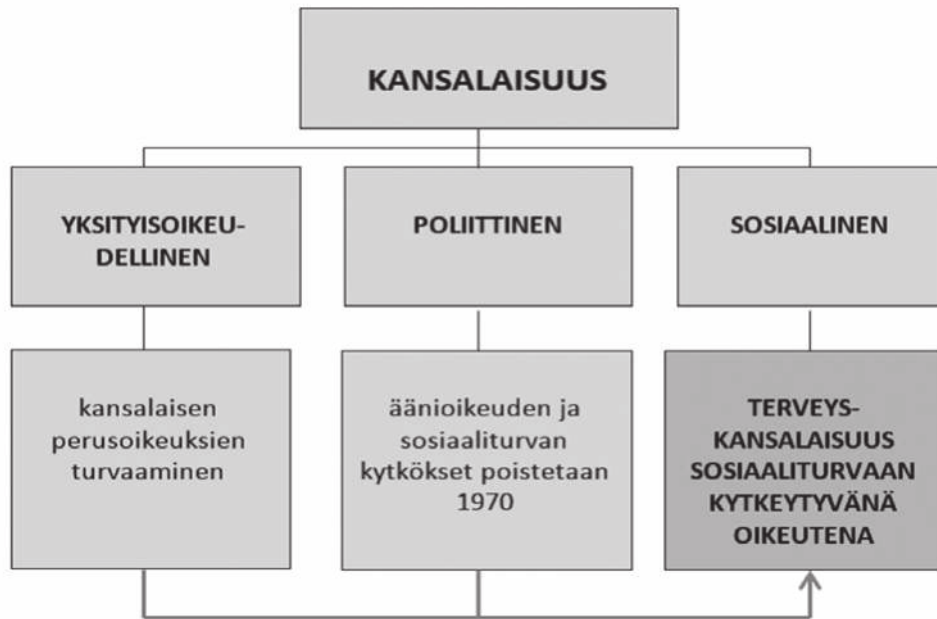 KANSALAISUUS
YKSITYISOIKEU-
DELLINEN
POLIITTINEN
SOSIAALINEN
kansalaisen
perusoikeuksien
turvaaminen
äänioikeuden ja
sosiaaliturvan
kytkökset poistetaan
1970
TERVEYS-
KANSALAISUUS
SOSIAALITURVAAN
KYTKEYTYVÄNÄ
OIKEUTENA